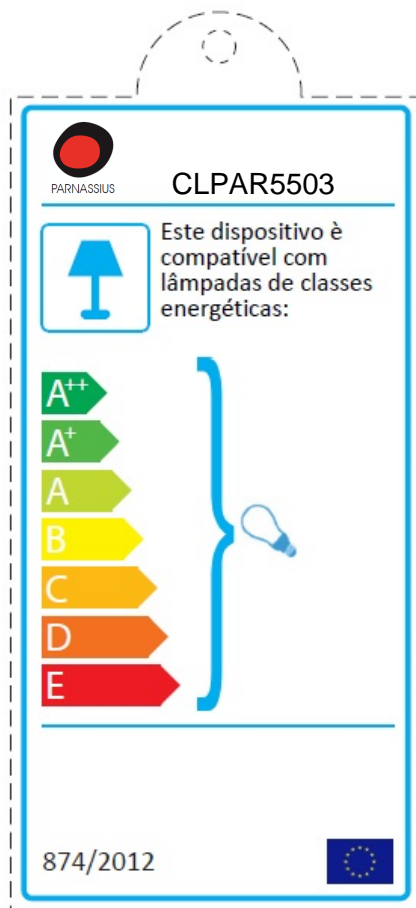 PARNASSIUS
CLPAR5503
Este dispositivo è
compatível com
lâmpadas de classes
energéticas:
A++
A+
A
B
C
D
E
874/2012